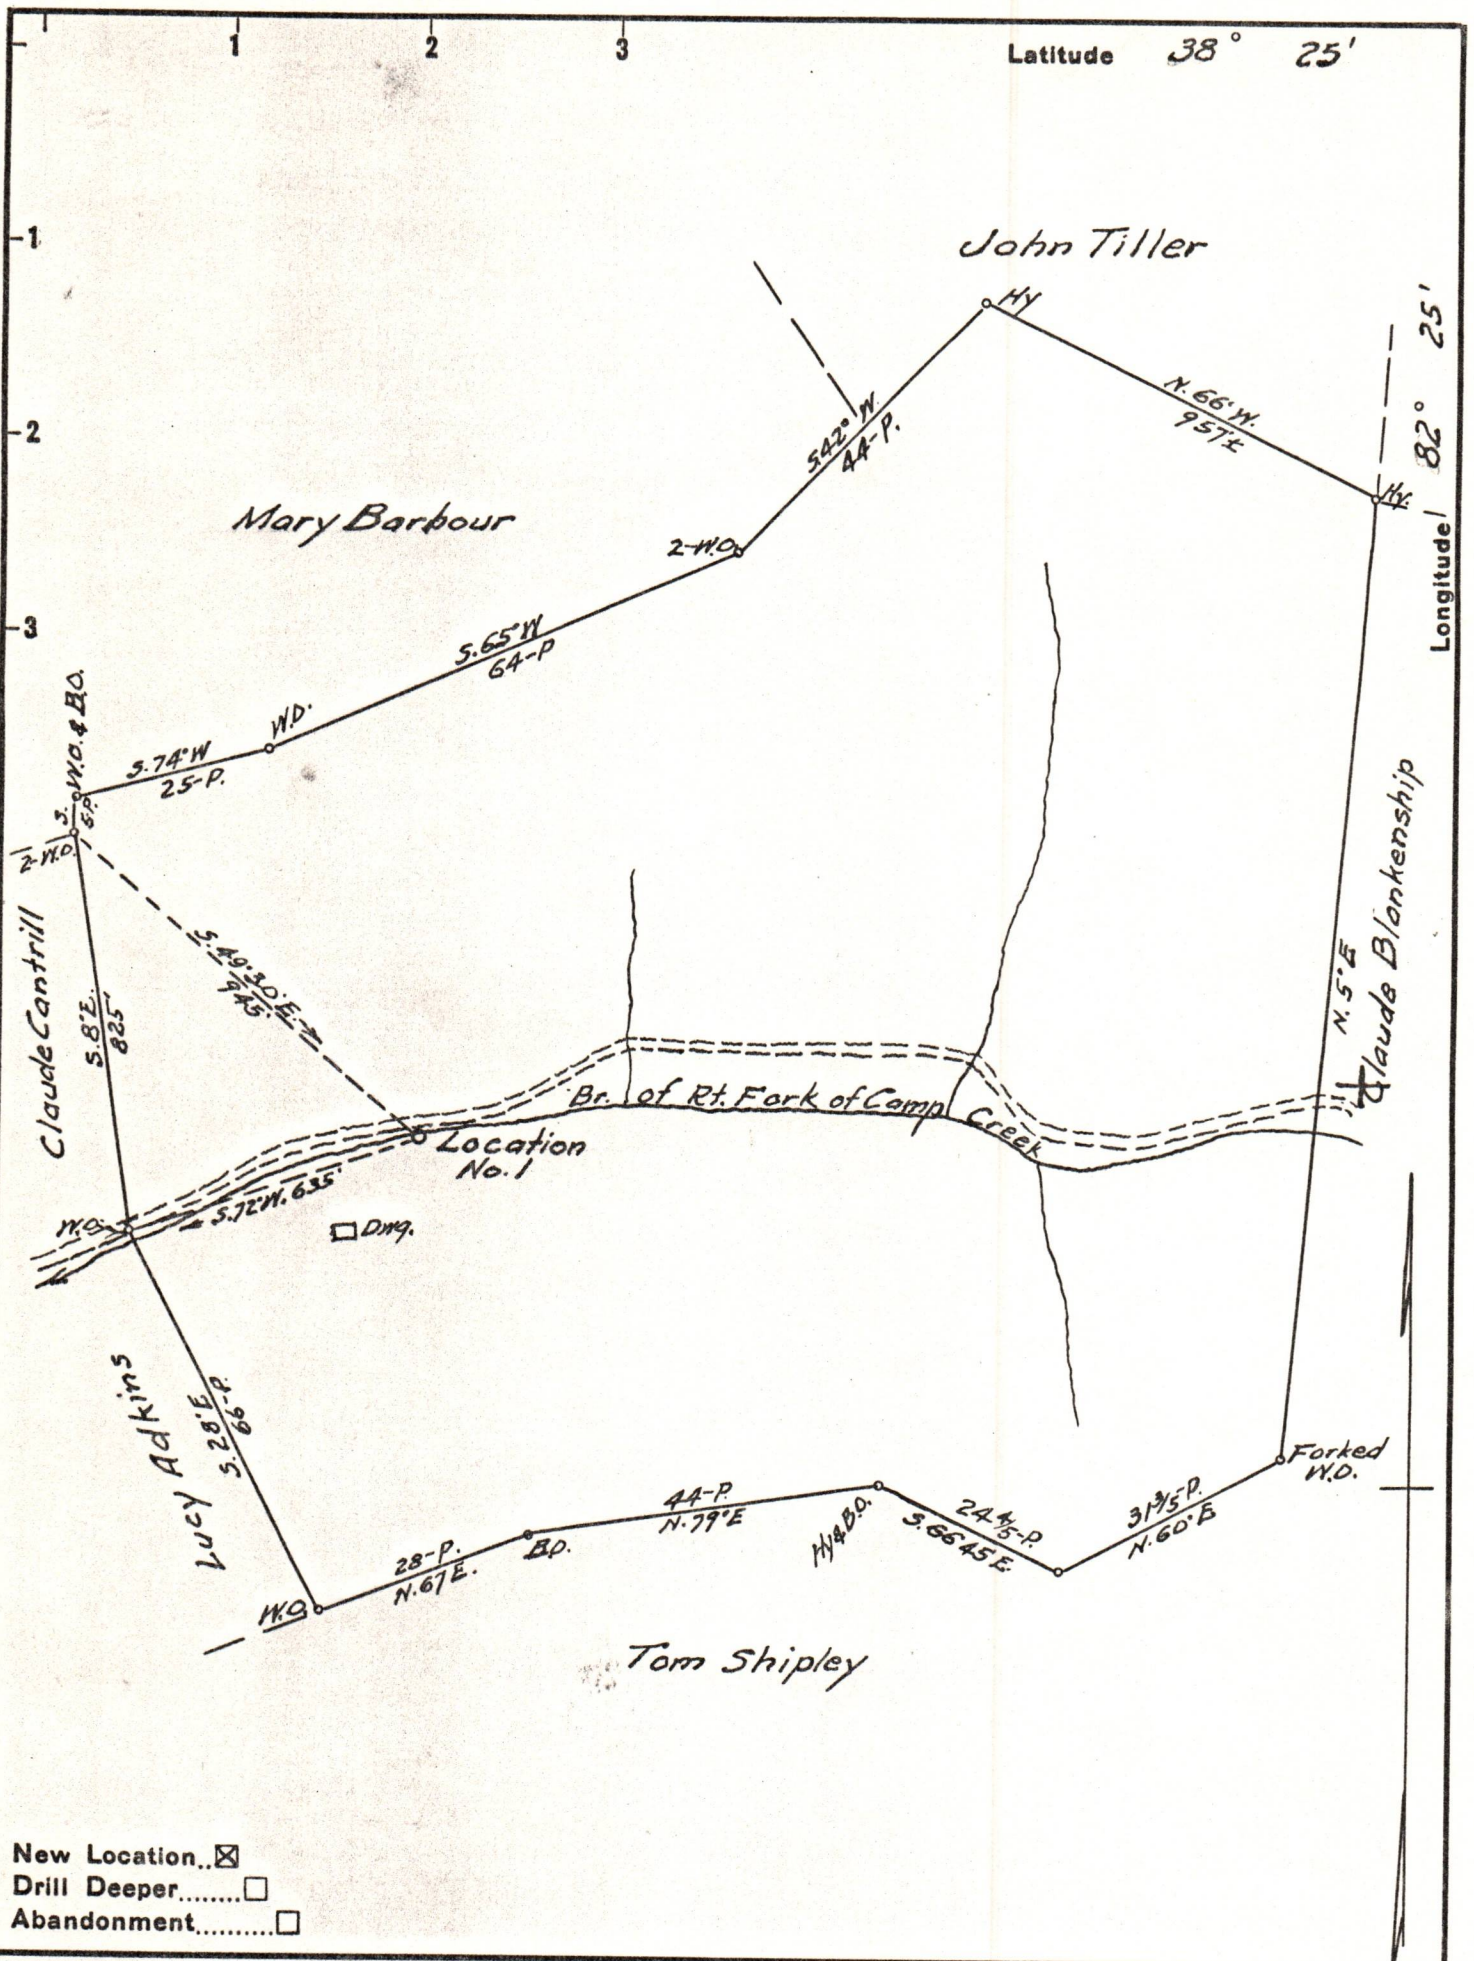 1 2 3
Latitude 38° 25'
1
John Tiller
Hy
N.66°W.
957'±
82° 25'
Longitude
2
S.42° W.
44-P.
Hy.
Mary Barbour
2-W.O.
3
S.65°W
64-P
W.O. & B.O.
W.O.
S.74°W
25-P.
S.
5-P.
2-W.O.
Claude Cantrill
S.8°E.
825'
S.49°30'E.
945'
N.5°E
Claude Blankenship
Br. of Rt. Fork of Camp Creek
Location
No.1
S.72°W. 635'
W.O.
Dwg.
Lucy Adkins
S.28°E
66-P.
Forked
W.O.
44-P.
N.79°E
Hy & B.O.
24 4/5-P.
S.66 45 E.
31 3/5-P.
N.60°E
B.O.
28-P.
N.67 E.
W.O.
Tom Shipley
New Location..☒
Drill Deeper........☐
Abandonment..........☐